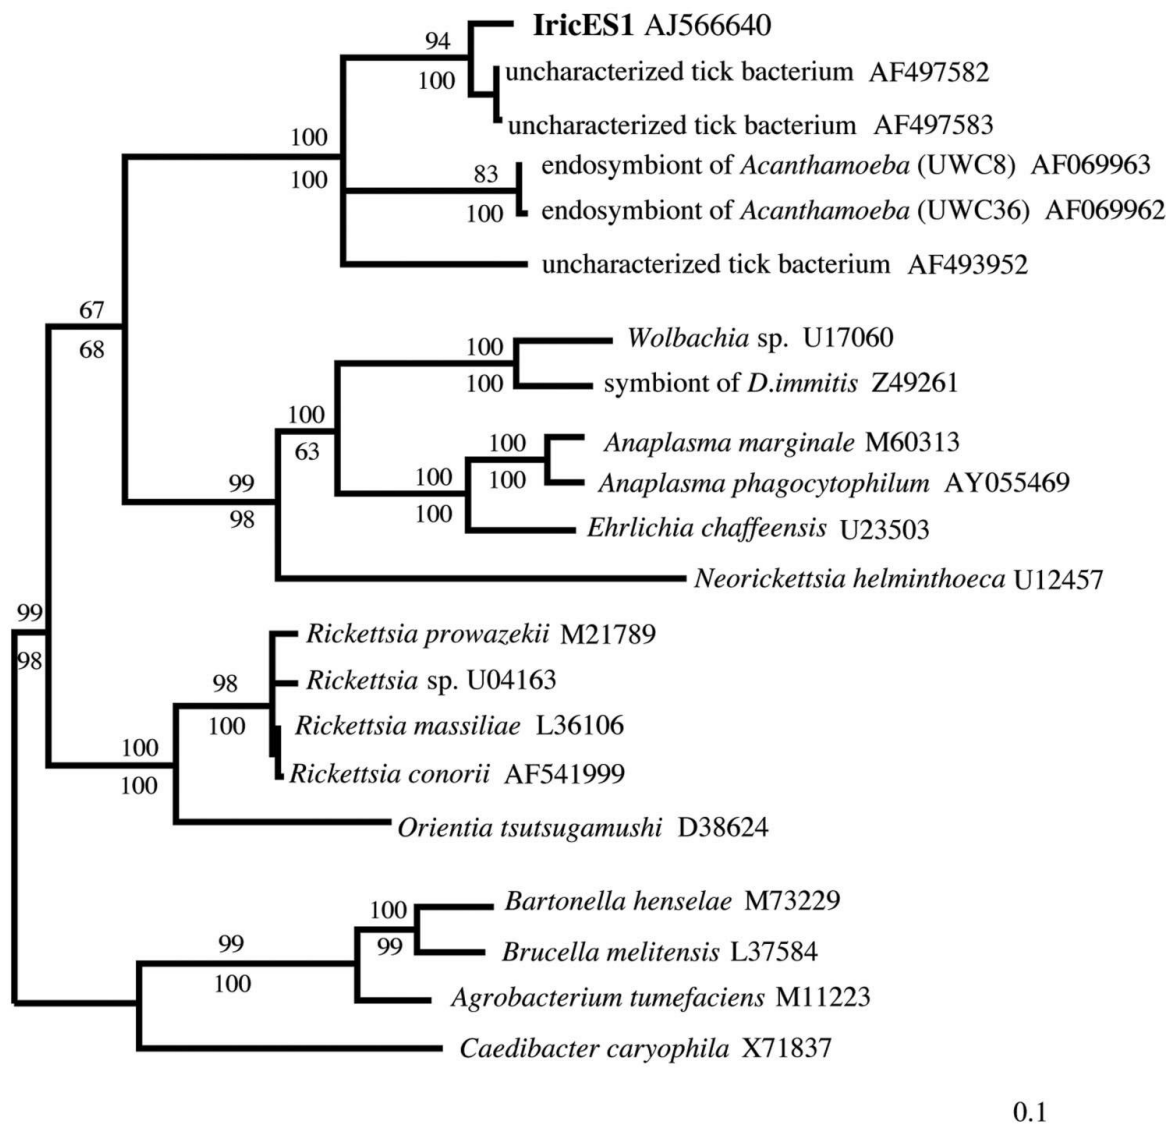 IricES1 AJ566640
94
100
uncharacterized tick bacterium AF497582
uncharacterized tick bacterium AF497583
100
100
endosymbiont of Acanthamoeba (UWC8) AF069963
83
100
endosymbiont of Acanthamoeba (UWC36) AF069962
uncharacterized tick bacterium AF493952
67
68
Wolbachia sp. U17060
100
100
symbiont of D.immitis Z49261
100
63
Anaplasma marginale M60313
100
100
Anaplasma phagocytophilum AY055469
100
100
99
98
Ehrlichia chaffeensis U23503
Neorickettsia helminthoeca U12457
99
98
Rickettsia prowazekii M21789
Rickettsia sp. U04163
98
100
Rickettsia massiliae L36106
Rickettsia conorii AF541999
100
100
Orientia tsutsugamushi D38624
Bartonella henselae M73229
100
99
Brucella melitensis L37584
99
100
Agrobacterium tumefaciens M11223
Caedibacter caryophila X71837
0.1